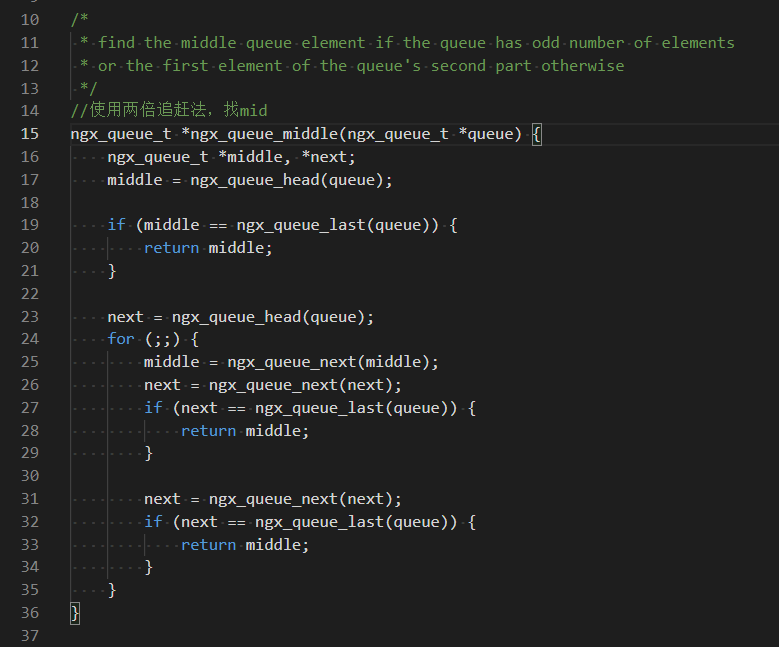 10 /*
11  * find the middle queue element if the queue has odd number of elements
12  * or the first element of the queue's second part otherwise
13  */
14 //使用两倍追赶法，找mid
15 ngx_queue_t *ngx_queue_middle(ngx_queue_t *queue) {
16     ngx_queue_t *middle, *next;
17     middle = ngx_queue_head(queue);
18
19     if (middle == ngx_queue_last(queue)) {
20         return middle;
21     }
22
23     next = ngx_queue_head(queue);
24     for (;;) {
25         middle = ngx_queue_next(middle);
26         next = ngx_queue_next(next);
27         if (next == ngx_queue_last(queue)) {
28             return middle;
29         }
30
31         next = ngx_queue_next(next);
32         if (next == ngx_queue_last(queue)) {
33             return middle;
34         }
35     }
36 }
37